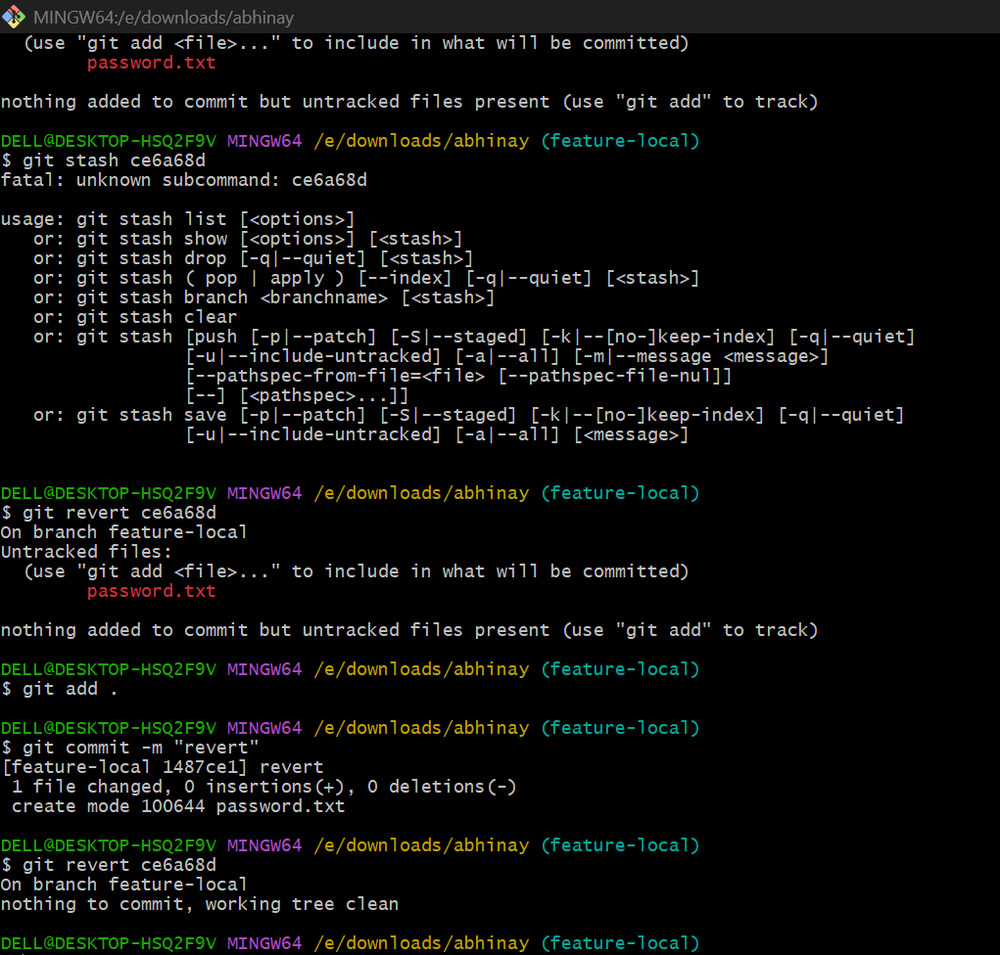 MINGW64:/e/downloads/abhinay
  (use "git add <file>..." to include in what will be committed)
        password.txt

nothing added to commit but untracked files present (use "git add" to track)

DELL@DESKTOP-HSQ2F9V MINGW64 /e/downloads/abhinay (feature-local)
$ git stash ce6a68d
fatal: unknown subcommand: ce6a68d

usage: git stash list [<options>]
   or: git stash show [<options>] [<stash>]
   or: git stash drop [-q|--quiet] [<stash>]
   or: git stash ( pop | apply ) [--index] [-q|--quiet] [<stash>]
   or: git stash branch <branchname> [<stash>]
   or: git stash clear
   or: git stash [push [-p|--patch] [-S|--staged] [-k|--[no-]keep-index] [-q|--quiet]
                 [-u|--include-untracked] [-a|--all] [-m|--message <message>]
                 [--pathspec-from-file=<file> [--pathspec-file-nul]]
                 [--] [<pathspec>...]]
   or: git stash save [-p|--patch] [-S|--staged] [-k|--[no-]keep-index] [-q|--quiet]
                 [-u|--include-untracked] [-a|--all] [<message>]

DELL@DESKTOP-HSQ2F9V MINGW64 /e/downloads/abhinay (feature-local)
$ git revert ce6a68d
On branch feature-local
Untracked files:
  (use "git add <file>..." to include in what will be committed)
        password.txt

nothing added to commit but untracked files present (use "git add" to track)

DELL@DESKTOP-HSQ2F9V MINGW64 /e/downloads/abhinay (feature-local)
$ git add .

DELL@DESKTOP-HSQ2F9V MINGW64 /e/downloads/abhinay (feature-local)
$ git commit -m "revert"
[feature-local 1487ce1] revert
 1 file changed, 0 insertions(+), 0 deletions(-)
 create mode 100644 password.txt

DELL@DESKTOP-HSQ2F9V MINGW64 /e/downloads/abhinay (feature-local)
$ git revert ce6a68d
On branch feature-local
nothing to commit, working tree clean

DELL@DESKTOP-HSQ2F9V MINGW64 /e/downloads/abhinay (feature-local)